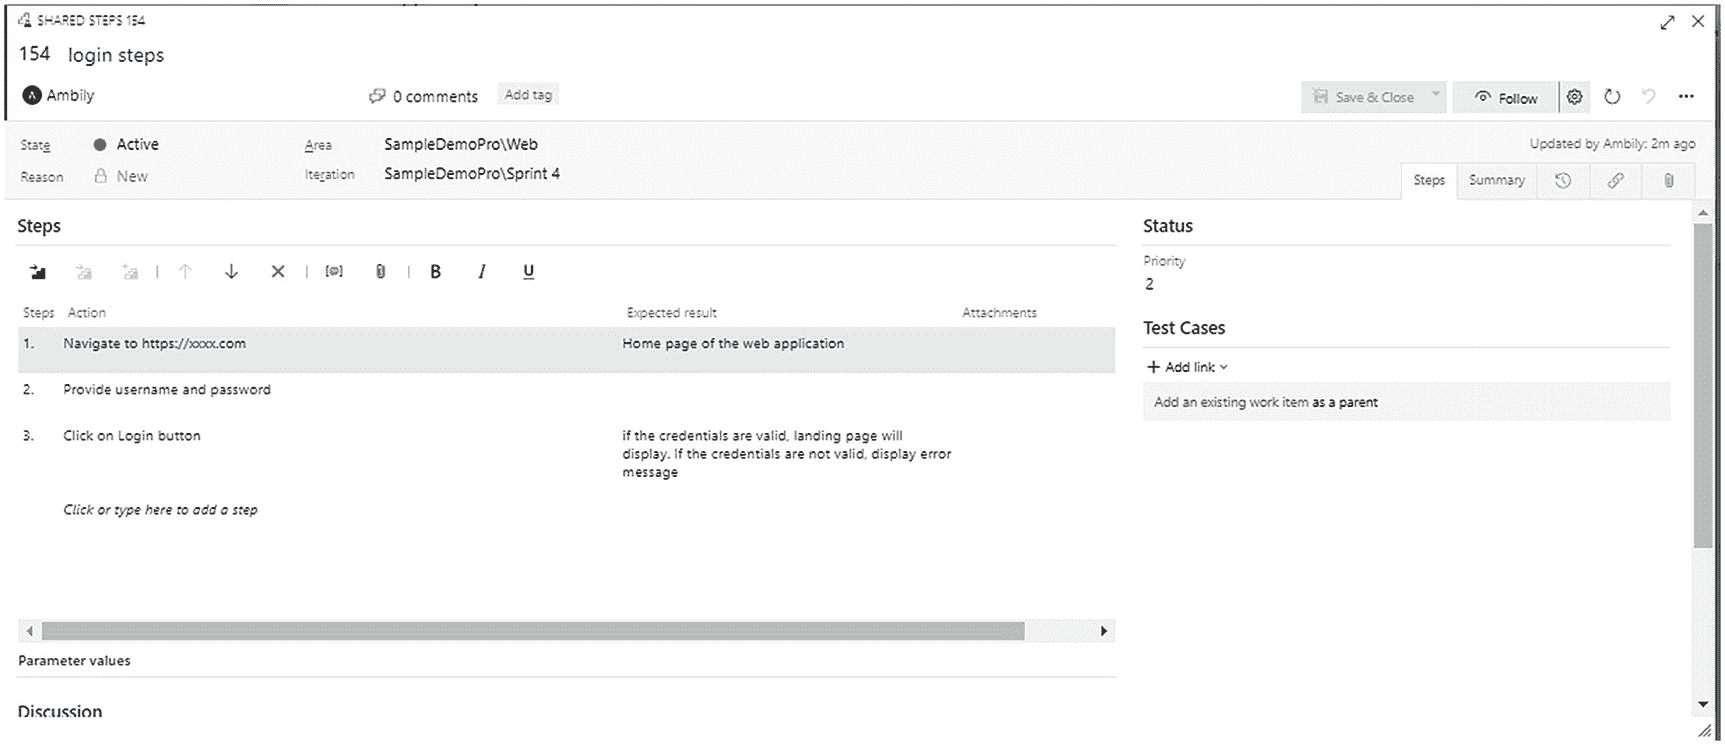 SHARED STEPS 154
154 login steps
Ambily
0 comments
Add tag
Save & Close
Follow
State
Active
Area
SampleDemoPro\Web
Updated by Ambily: 2m ago
Reason
New
Iteration
SampleDemoPro\Sprint 4
Steps
Summary
Steps
Status
B I U
Priority
2
Steps Action Expected result Attachments
Test Cases
1. Navigate to https://xxxx.com Home page of the web application
Add link
2. Provide username and password
Add an existing work item as a parent
3. Click on Login button if the credentials are valid, landing page will
display. If the credentials are not valid, display error
message
Click or type here to add a step
Parameter values
Discussion